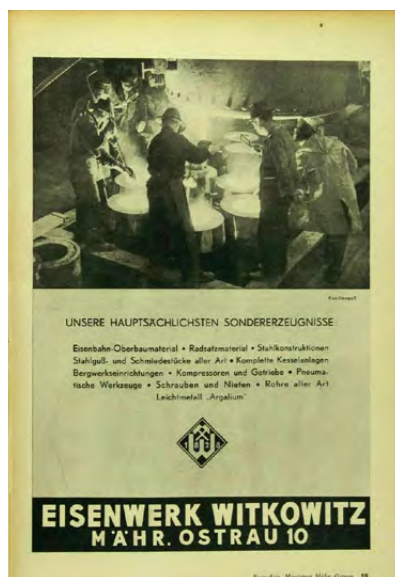 UNSERE HAUPTSÄCHLICHSTEN SONDERERZEUGNISSE:
Eisenbahn-Oberbaumaterial • Radsatzmaterial • Stahlkonstruktionen
Stahlguß- und Schmiedestücke aller Art • Komplette Kesselanlagen
Bergwerkseinrichtungen • Kompressoren und Getriebe • Pneuma-
tische Werkzeuge • Schrauben und Nieten • Rohre aller Art
Leichtmetall „Argalium"
EISENWERK WITKOWITZ
MÄHR. OSTRAU 10